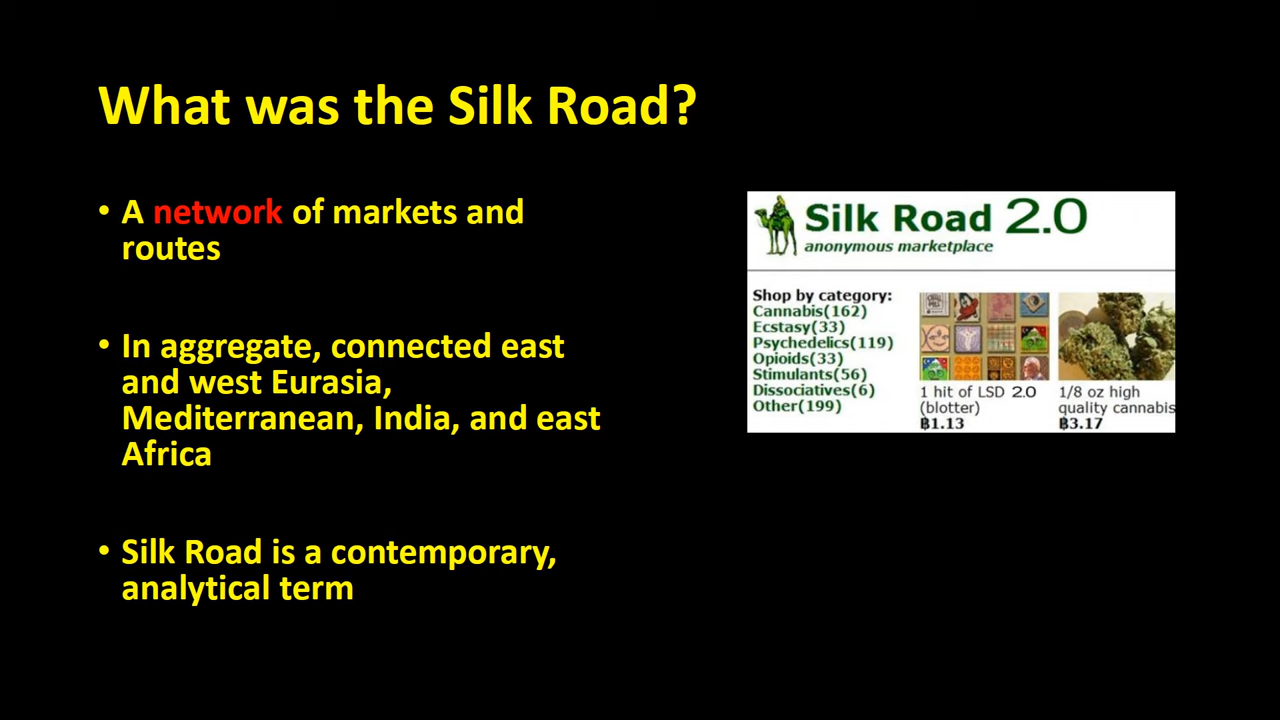 What was the Silk Road?
• A network of markets and
routes
• In aggregate, connected east
and west Eurasia,
Mediterranean, India, and east
Africa
• Silk Road is a contemporary,
analytical term
Silk Road 2.0
anonymous marketplace
Shop by category:
Cannabis(162)
Ecstasy(33)
Psychedelics(119)
Opioids(33)
Stimulants(56)
Dissociatives(6)
Other(199)
1 hit of LSD 2.0
(blotter)
฿1.13
1/8 oz high
quality cannabis
฿3.17